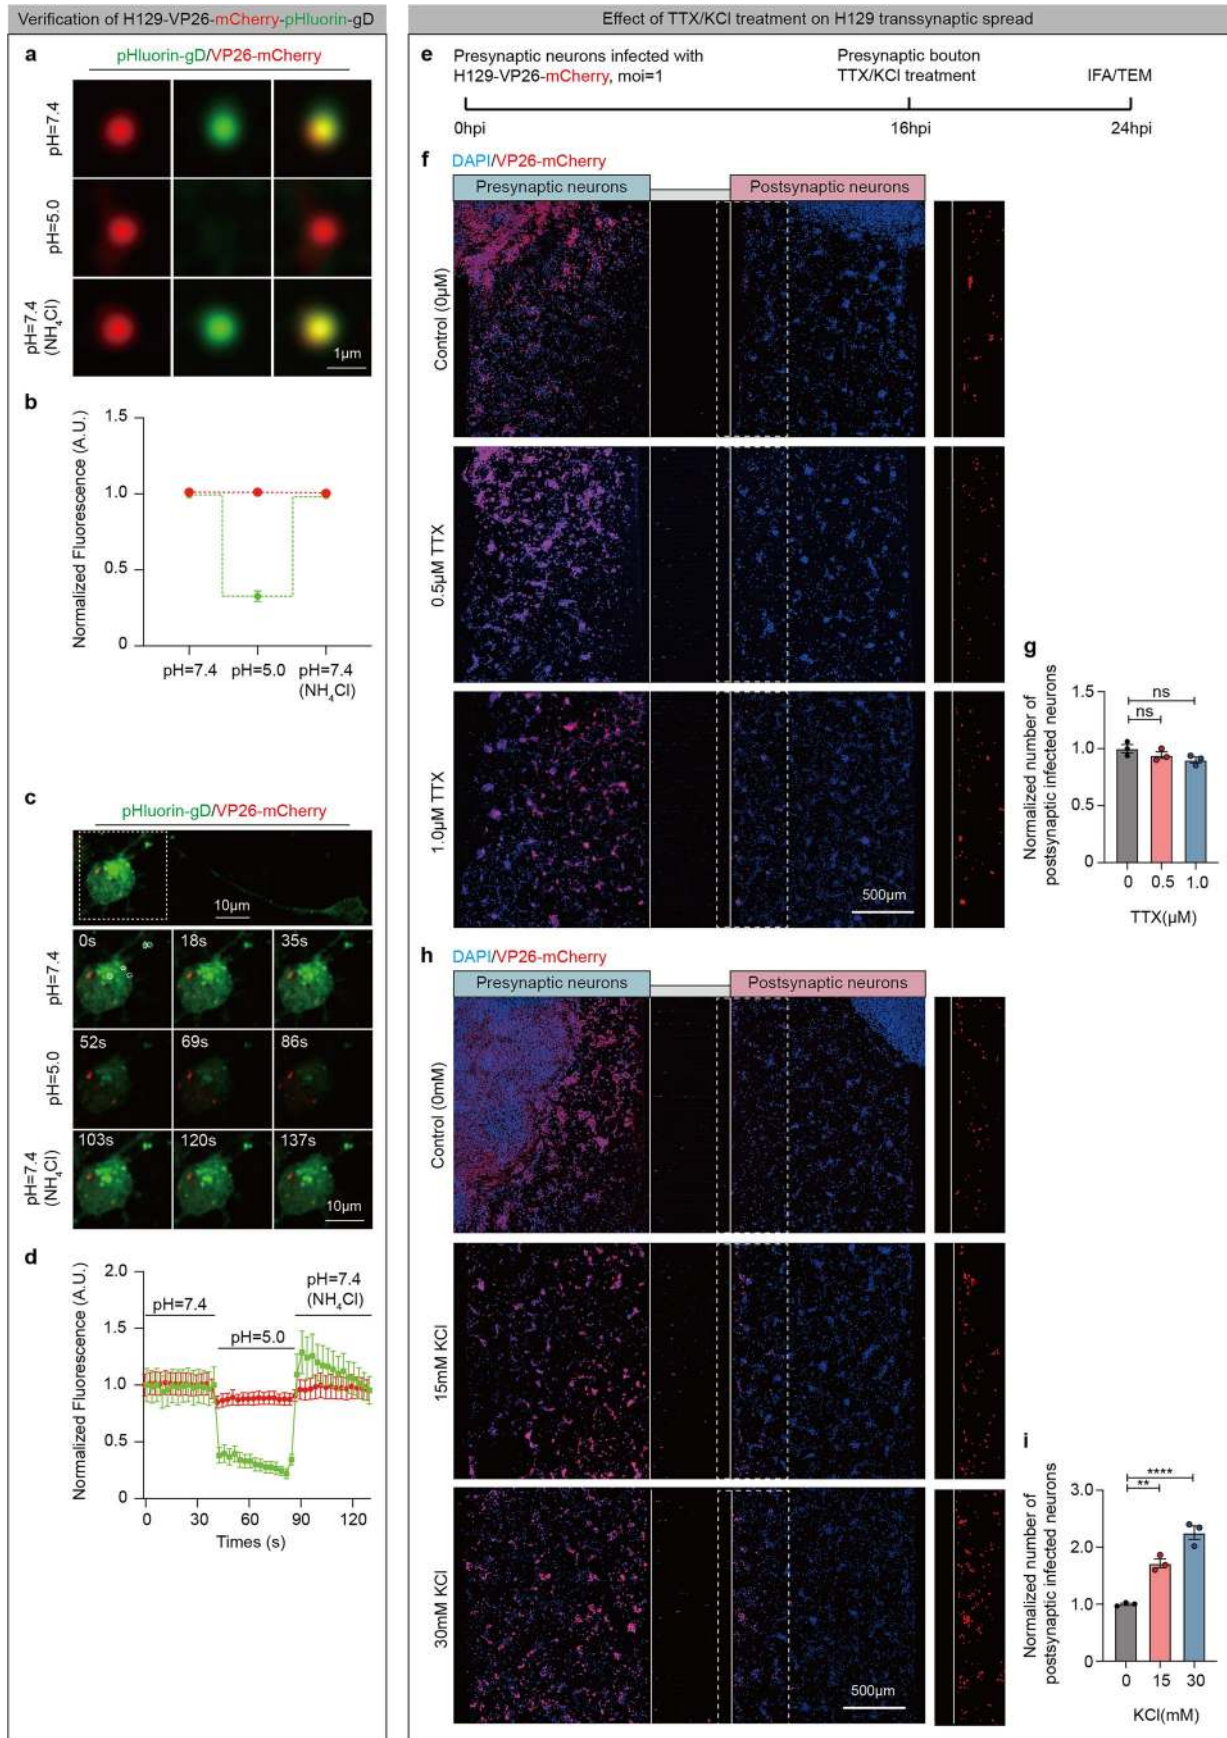 Verification of H129-VP26-mCherry-pHluorin-gD
Effect of TTX/KCl treatment on H129 transsynaptic spread
a
pHluorin-gD/VP26-mCherry
pH=7.4
pH=5.0
pH=7.4
(NH₄Cl)
1μm
b
Normalized Fluorescence (A.U.)
1.5
1.0
0.5
0
pH=7.4
pH=5.0
pH=7.4
(NH₄Cl)
c
pHluorin-gD/VP26-mCherry
10μm
pH=7.4
0s
18s
35s
pH=5.0
52s
69s
86s
pH=7.4
(NH₄Cl)
103s
120s
137s
10μm
d
Normalized Fluorescence (A.U.)
2.0
1.5
1.0
0.5
0
pH=7.4
pH=5.0
pH=7.4
(NH₄Cl)
0
30
60
90
120
Times (s)
e
Presynaptic neurons infected with
H129-VP26-mCherry, moi=1
Presynaptic bouton
TTX/KCl treatment
IFA/TEM
0hpi
16hpi
24hpi
f
DAPI/VP26-mCherry
Presynaptic neurons
Postsynaptic neurons
Control (0μM)
0.5μM TTX
1.0μM TTX
500μm
g
Normalized number of
postsynaptic infected neurons
1.5
1.0
0.5
0
ns
ns
0
0.5
1.0
TTX(μM)
h
DAPI/VP26-mCherry
Presynaptic neurons
Postsynaptic neurons
Control (0mM)
15mM KCl
30mM KCl
500μm
i
Normalized number of
postsynaptic infected neurons
3.0
2.0
1.0
0
****
**
0
15
30
KCl(mM)